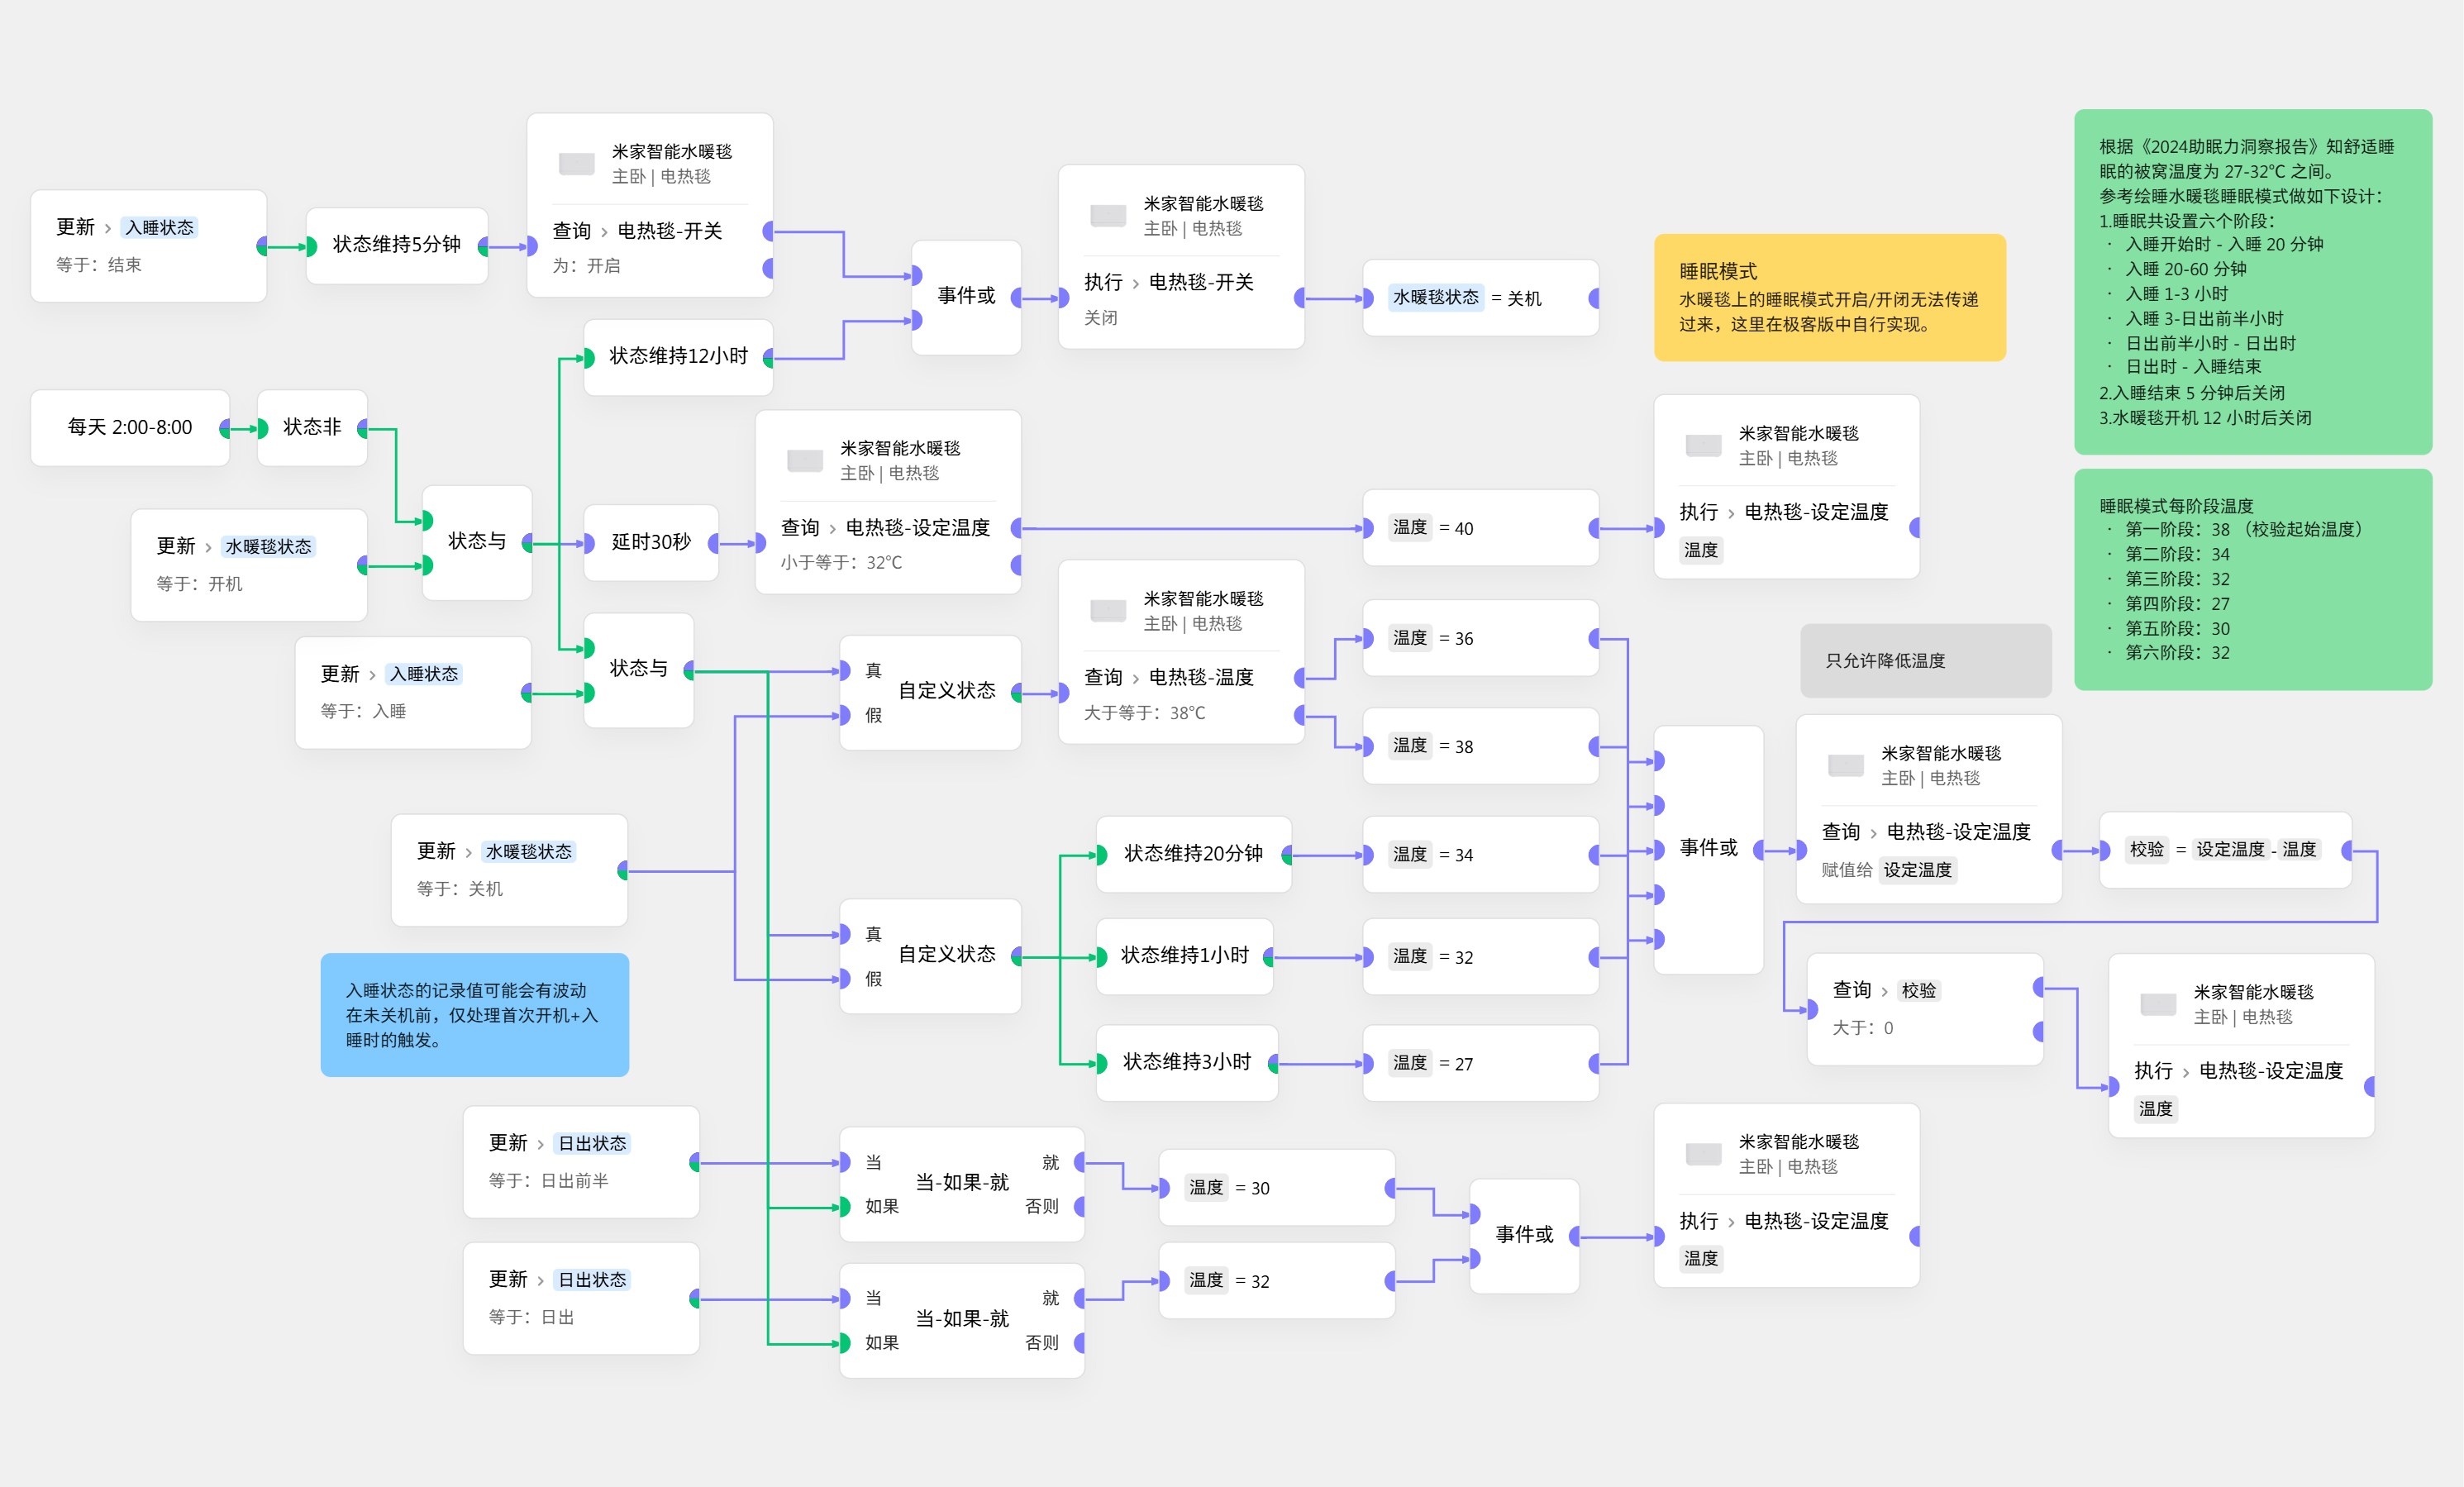 更新 › 入睡状态
等于：结束
状态维持5分钟
米家智能水暖毯
主卧 | 电热毯
查询 › 电热毯-开关
为：开启
状态维持12小时
事件或
米家智能水暖毯
主卧 | 电热毯
执行 › 电热毯-开关
关闭
水暖毯状态 = 关机
睡眠模式
水暖毯上的睡眠模式开启/开闭无法传递
过来，这里在极客版中自行实现。
根据《2024助眠力洞察报告》知舒适睡
眠的被窝温度为 27-32℃ 之间。
参考绘睡水暖毯睡眠模式做如下设计：
1.睡眠共设置六个阶段：
· 入睡开始时 - 入睡 20 分钟
· 入睡 20-60 分钟
· 入睡 1-3 小时
· 入睡 3-日出前半小时
· 日出前半小时 - 日出时
· 日出时 - 入睡结束
2.入睡结束 5 分钟后关闭
3.水暖毯开机 12 小时后关闭
每天 2:00-8:00
状态非
更新 › 水暖毯状态
等于：开机
状态与
延时30秒
米家智能水暖毯
主卧 | 电热毯
查询 › 电热毯-设定温度
小于等于：32℃
温度 = 40
米家智能水暖毯
主卧 | 电热毯
执行 › 电热毯-设定温度
温度
睡眠模式每阶段温度
· 第一阶段：38 （校验起始温度）
· 第二阶段：34
· 第三阶段：32
· 第四阶段：27
· 第五阶段：30
· 第六阶段：32
更新 › 入睡状态
等于：入睡
状态与
真
假
自定义状态
米家智能水暖毯
主卧 | 电热毯
查询 › 电热毯-温度
大于等于：38℃
温度 = 36
温度 = 38
只允许降低温度
更新 › 水暖毯状态
等于：关机
真
假
自定义状态
状态维持20分钟
温度 = 34
状态维持1小时
温度 = 32
状态维持3小时
温度 = 27
事件或
米家智能水暖毯
主卧 | 电热毯
查询 › 电热毯-设定温度
赋值给 设定温度
校验 = 设定温度 - 温度
查询 › 校验
大于：0
米家智能水暖毯
主卧 | 电热毯
执行 › 电热毯-设定温度
温度
入睡状态的记录值可能会有波动
在未关机前，仅处理首次开机+入
睡时的触发。
更新 › 日出状态
等于：日出前半
当
如果
当-如果-就
就
否则
温度 = 30
更新 › 日出状态
等于：日出
当
如果
当-如果-就
就
否则
温度 = 32
事件或
米家智能水暖毯
主卧 | 电热毯
执行 › 电热毯-设定温度
温度